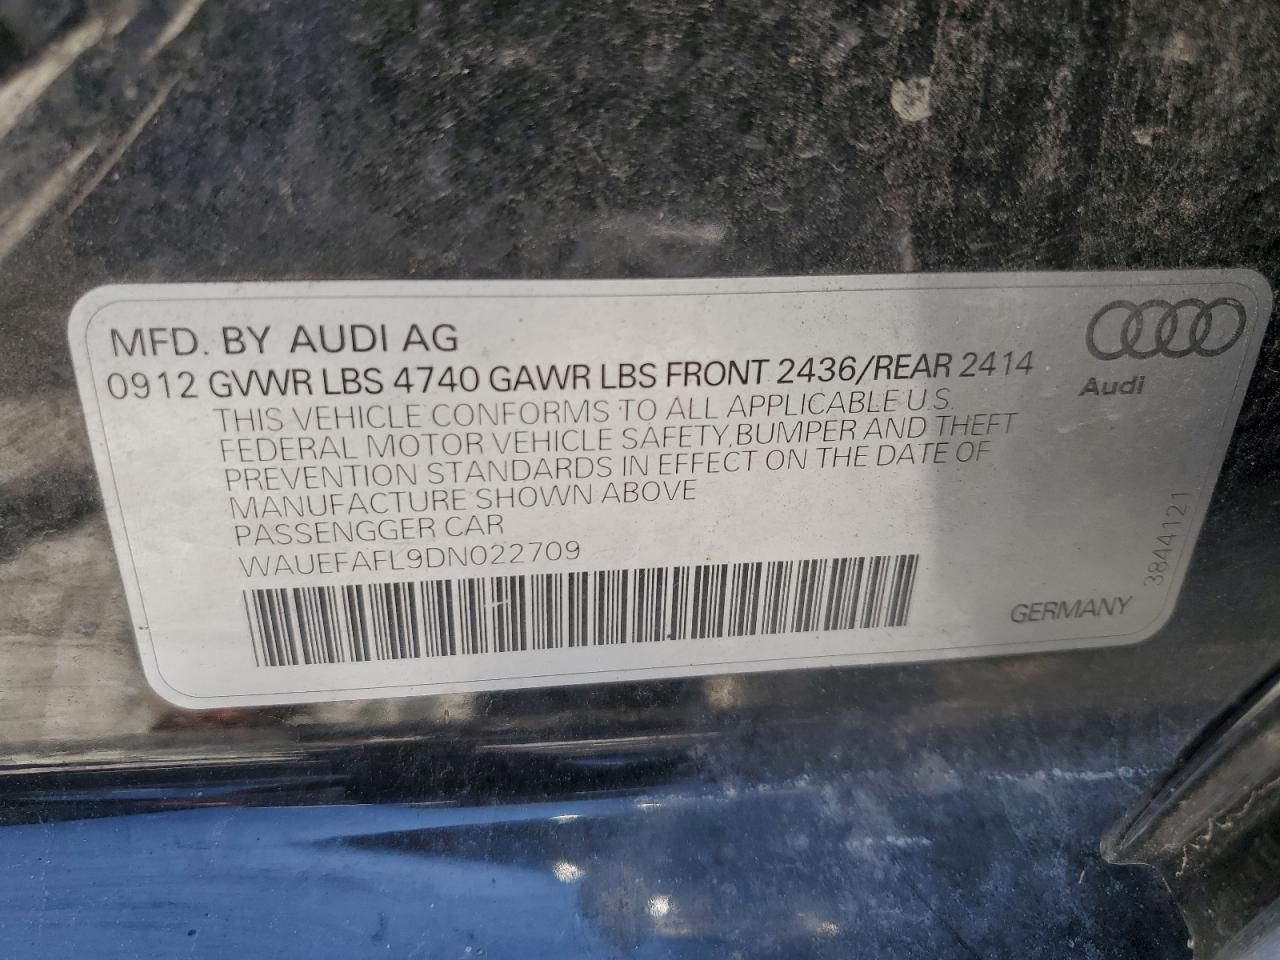 MFD. BY AUDI AG
0912 GVWR LBS 4740 GAWR LBS FRONT 2436/REAR 2414
THIS VEHICLE CONFORMS TO ALL APPLICABLE U.S.
FEDERAL MOTOR VEHICLE SAFETY, BUMPER AND THEFT
PREVENTION STANDARDS IN EFFECT ON THE DATE OF
MANUFACTURE SHOWN ABOVE
PASSENGGER CAR
WAUEFAFL9DN022709
Audi
3844121
GERMANY